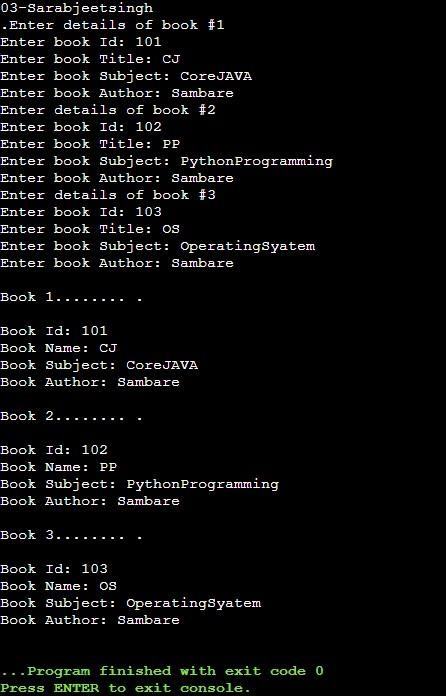 03-Sarabjeetsingh
.Enter details of book #1
Enter book Id: 101
Enter book Title: CJ
Enter book Subject: CoreJAVA
Enter book Author: Sambare
Enter details of book #2
Enter book Id: 102
Enter book Title: PP
Enter book Subject: PythonProgramming
Enter book Author: Sambare
Enter details of book #3
Enter book Id: 103
Enter book Title: OS
Enter book Subject: OperatingSyatem
Enter book Author: Sambare
Book 1........ .
Book Id: 101
Book Name: CJ
Book Subject: CoreJAVA
Book Author: Sambare
Book 2........ .
Book Id: 102
Book Name: PP
Book Subject: PythonProgramming
Book Author: Sambare
Book 3........ .
Book Id: 103
Book Name: OS
Book Subject: OperatingSyatem
Book Author: Sambare
...Program finished with exit code 0
Press ENTER to exit console.